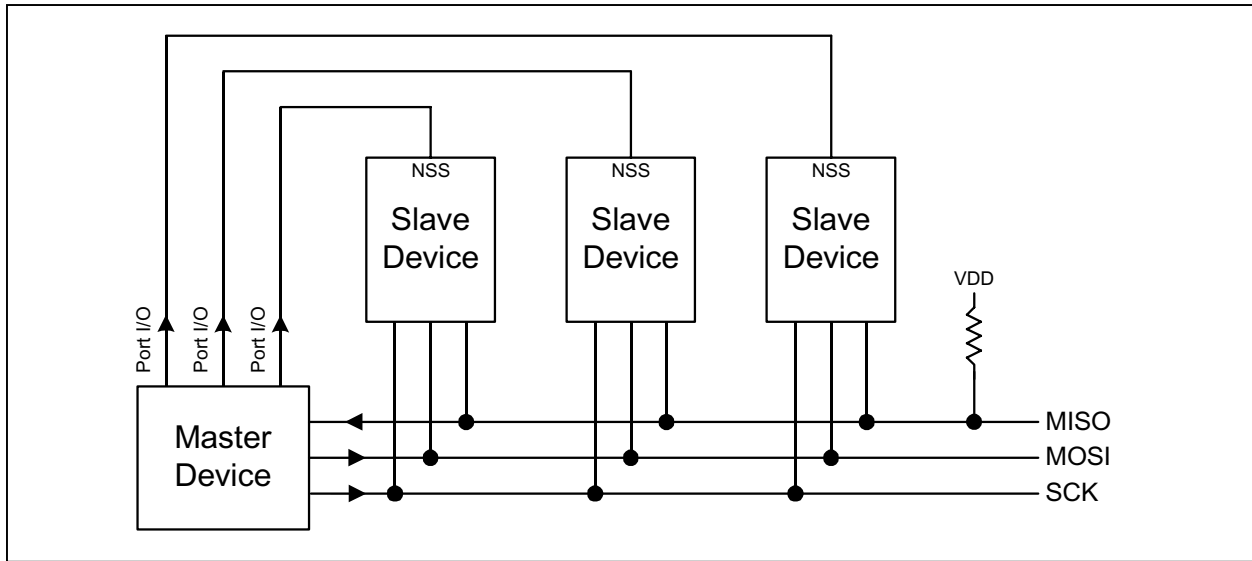 NSS
Slave
Device
NSS
Slave
Device
NSS
Slave
Device
VDD
Port I/O
Port I/O
Port I/O
Master
Device
MISO
MOSI
SCK